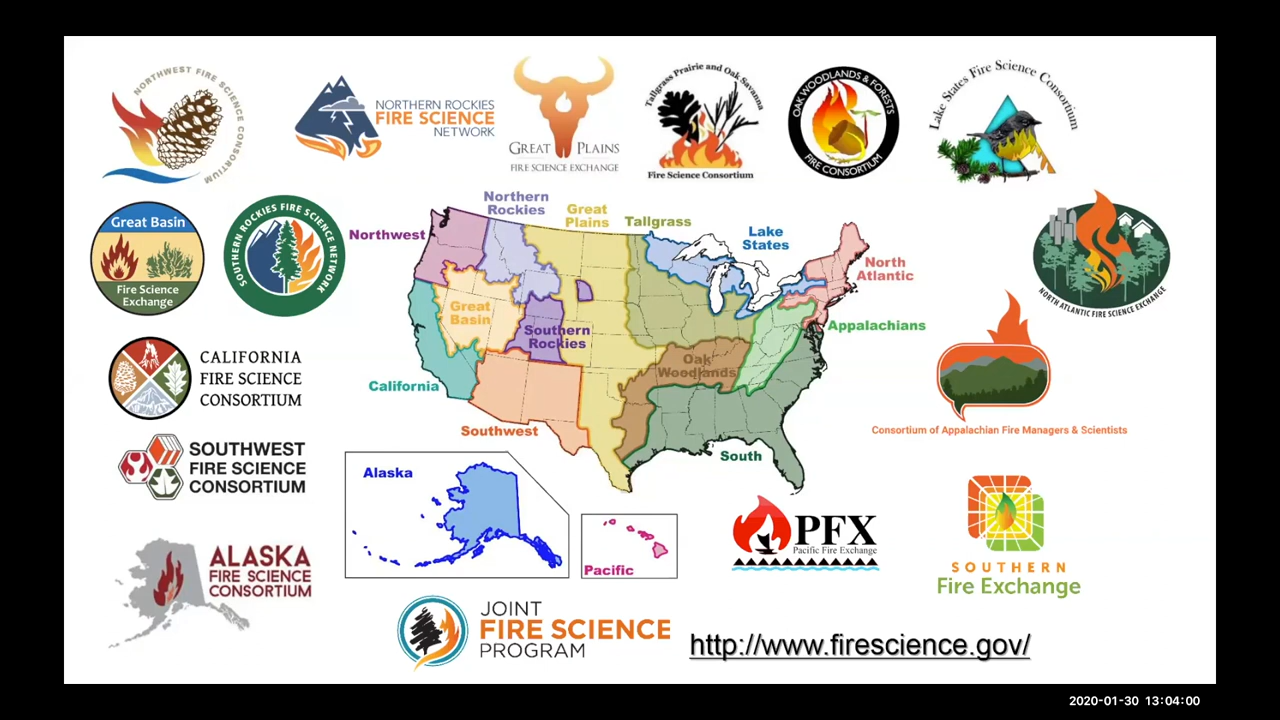 NORTHWEST FIRE SCIENCE CONSORTIUM
NORTHERN ROCKIES
FIRE SCIENCE
NETWORK
GREAT PLAINS
FIRE SCIENCE EXCHANGE
Tallgrass Prairie and Oak Savanna
Fire Science Consortium
OAK WOODLANDS & FORESTS
FIRE CONSORTIUM
Lake States Fire Science Consortium
Great Basin
Fire Science
Exchange
SOUTHERN ROCKIES FIRE SCIENCE NETWORK
Northern
Rockies
Great
Plains
Tallgrass
Northwest
Lake
States
North
Atlantic
Great
Basin
Southern
Rockies
Appalachians
Oak
Woodlands
California
Southwest
South
Alaska
Pacific
NORTH ATLANTIC FIRE SCIENCE EXCHANGE
CALIFORNIA
FIRE SCIENCE
CONSORTIUM
Consortium of Appalachian Fire Managers & Scientists
SOUTHWEST
FIRE SCIENCE
CONSORTIUM
ALASKA
FIRE SCIENCE
CONSORTIUM
PFX
Pacific Fire Exchange
SOUTHERN
Fire Exchange
JOINT
FIRE SCIENCE
PROGRAM
http://www.firescience.gov/
2020-01-30 13:04:00